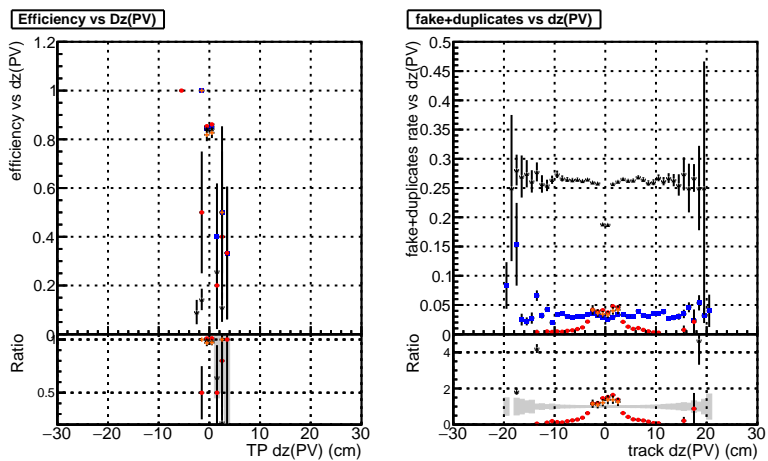 Efficiency vs Dz(PV)
efficiency vs dz(PV)
1.2
1
0.8
0.6
0.4
0.2
0
Ratio
1
0.5
−30 −20 −10 0 10 20 30
TP dz(PV) (cm)
fake+duplicates vs dz(PV)
fake+duplicates rate vs dz(PV)
0.5
0.45
0.4
0.35
0.3
0.25
0.2
0.15
0.1
0.05
0
Ratio
4
2
0
−30 −20 −10 0 10 20 30
track dz(PV) (cm)